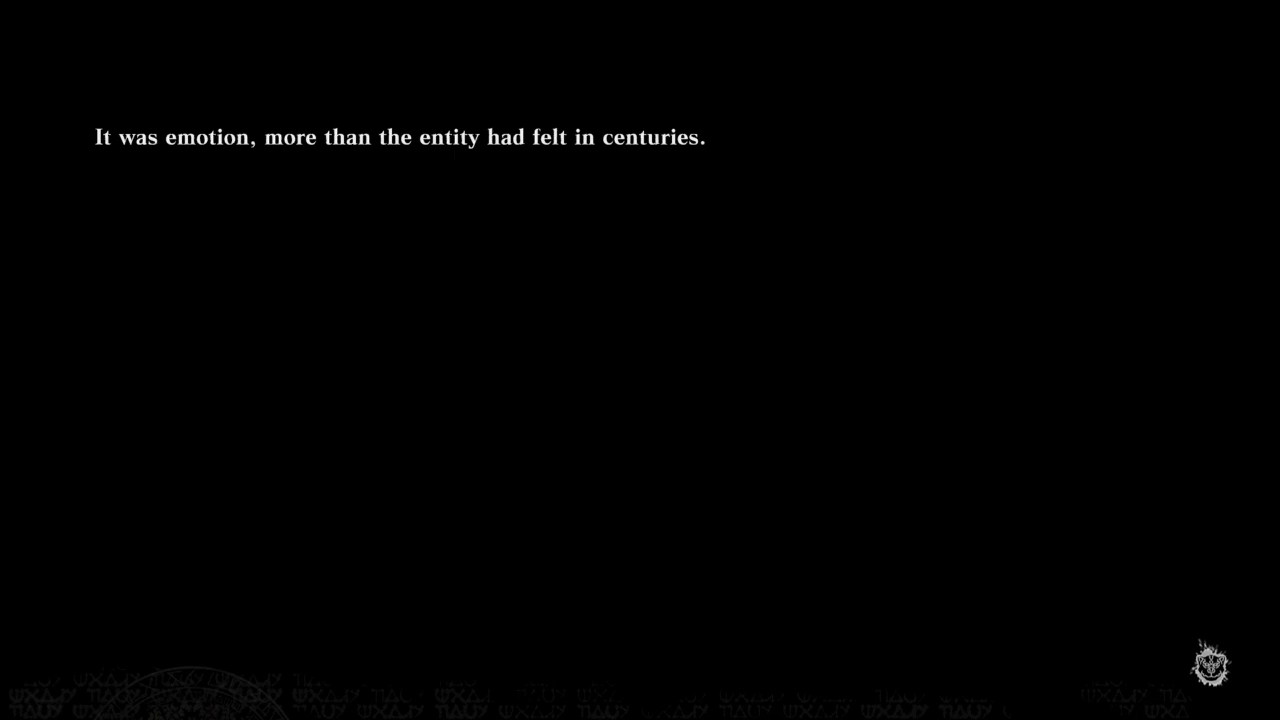 It was emotion, more than the entity had felt in centuries.